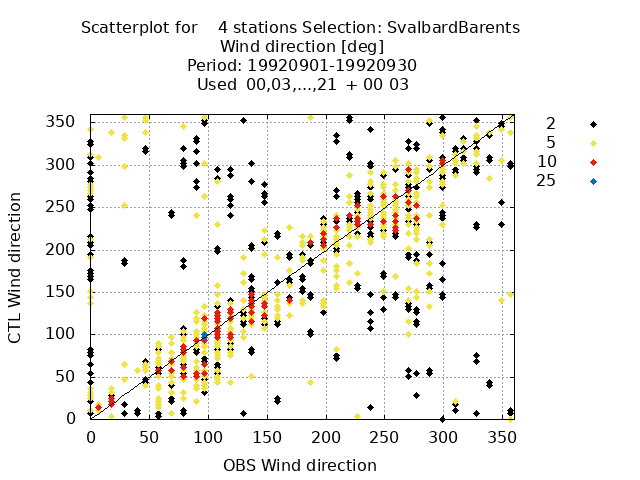 Scatterplot for 4 stations Selection: SvalbardBarents
Wind direction [deg]
Period: 19920901-19920930
Used 00,03,...,21 + 00 03
CTL Wind direction
350
300
250
200
150
100
50
0
0 50 100 150 200 250 300 350
OBS Wind direction
2
5
10
25